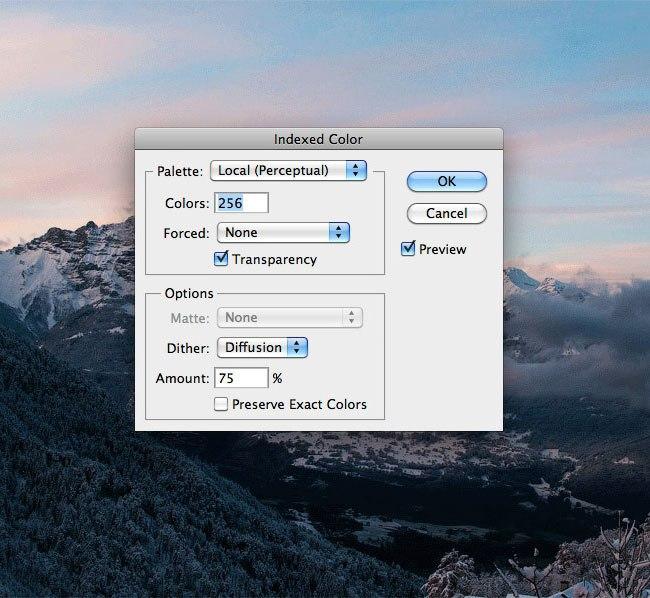 Indexed Color
Palette: Local (Perceptual)
Colors: 256
Forced: None
Transparency
OK
Cancel
Preview
Options
Matte: None
Dither: Diffusion
Amount: 75 %
Preserve Exact Colors